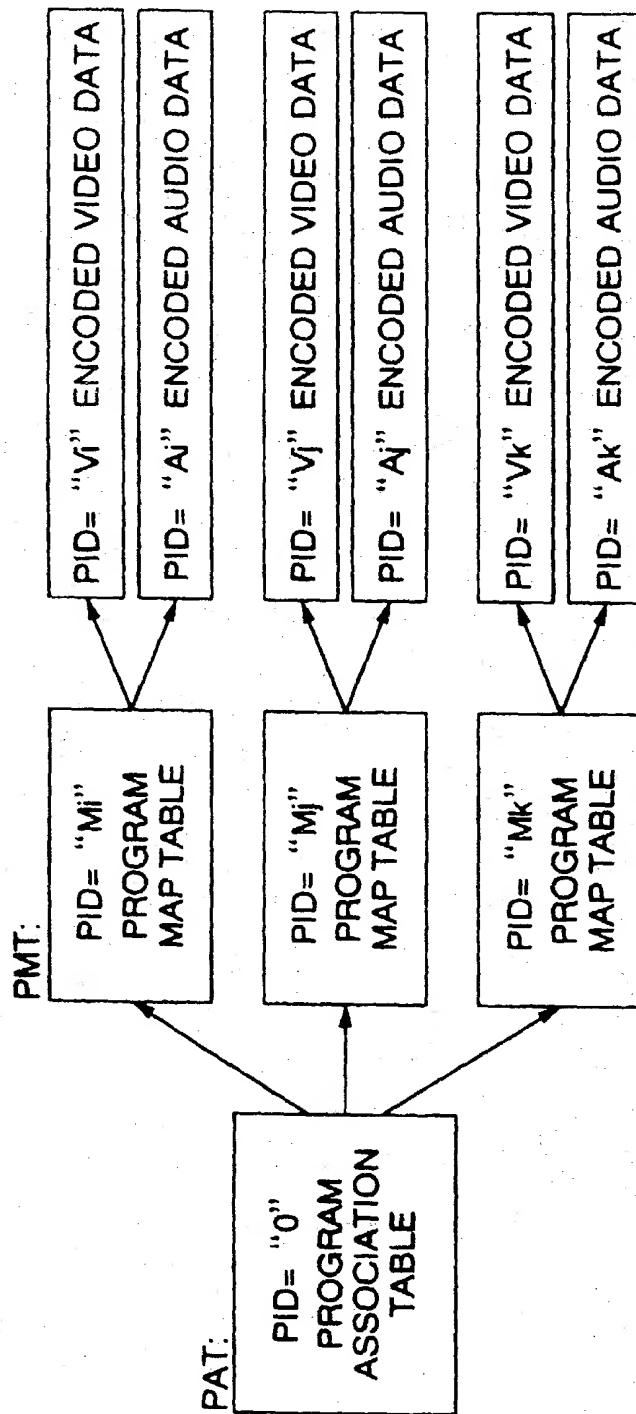 PAT:
PID= "0"
PROGRAM
ASSOCIATION
TABLE
PMT:
PID= "Mi"
PROGRAM
MAP TABLE
PID= "Mj"
PROGRAM
MAP TABLE
PID= "Mk"
PROGRAM
MAP TABLE
PID= "Vi" ENCODED VIDEO DATA
PID= "Ai" ENCODED AUDIO DATA
PID= "Vj" ENCODED VIDEO DATA
PID= "Aj" ENCODED AUDIO DATA
PID= "Vk" ENCODED VIDEO DATA
PID= "Ak" ENCODED AUDIO DATA